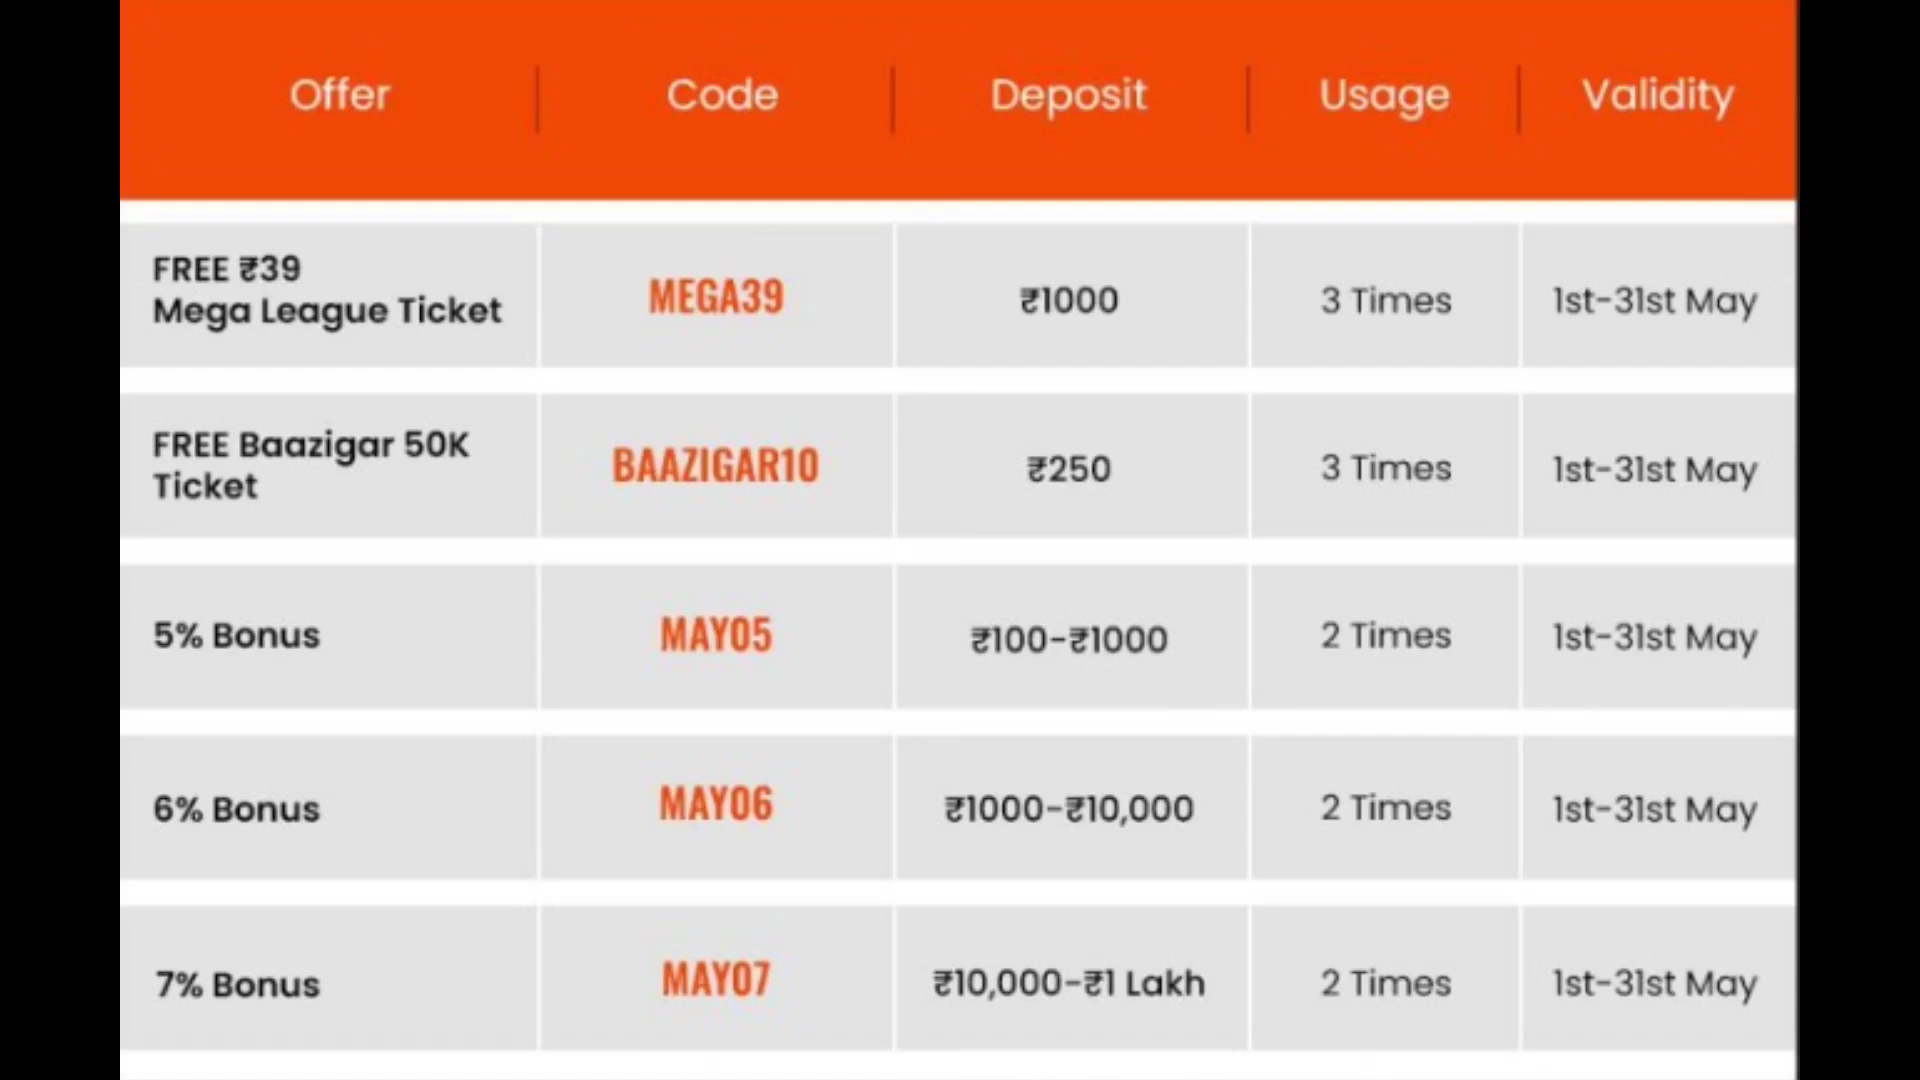 Offer Code Deposit Usage Validity
FREE ₹39
Mega League Ticket
MEGA39
₹1000
3 Times
1st-31st May
FREE Baazigar 50K
Ticket
BAAZIGAR10
₹250
3 Times
1st-31st May
5% Bonus
MAY05
₹100-₹1000
2 Times
1st-31st May
6% Bonus
MAY06
₹1000-₹10,000
2 Times
1st-31st May
7% Bonus
MAY07
₹10,000-₹1 Lakh
2 Times
1st-31st May